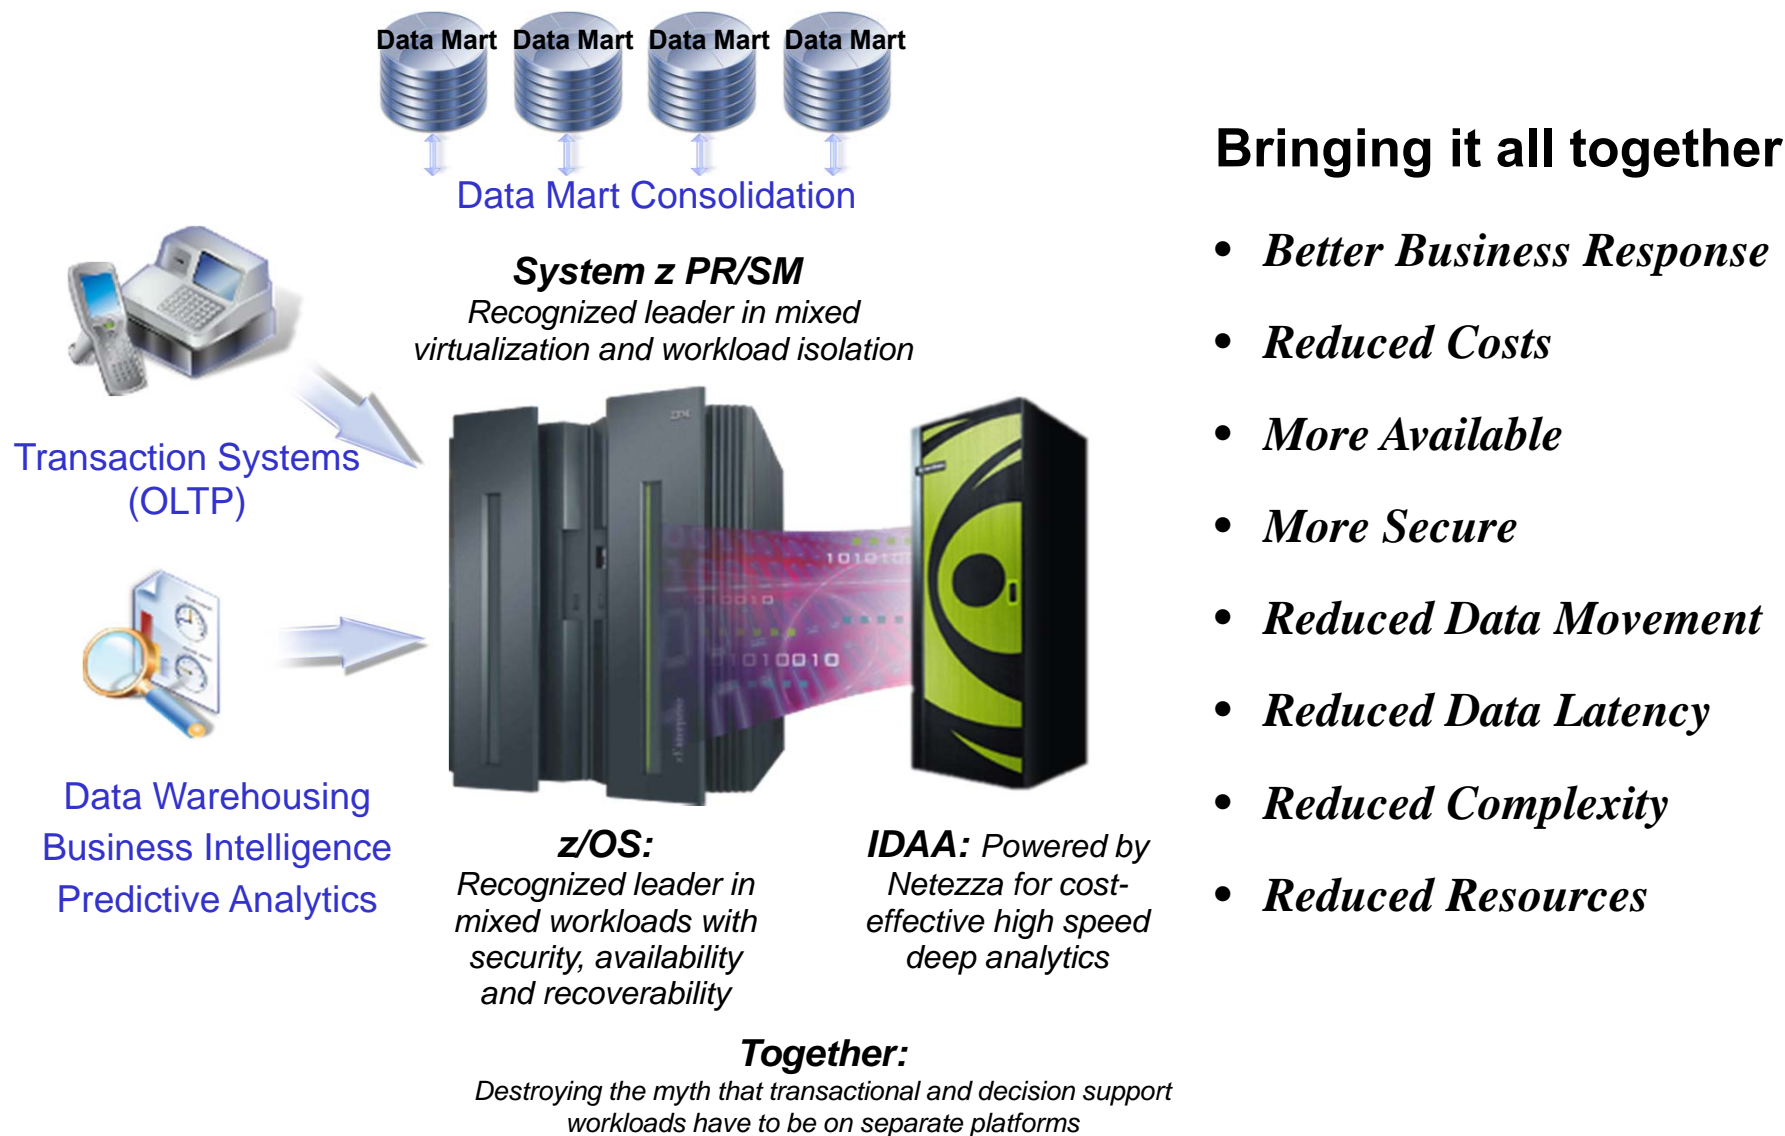 Data Mart Data Mart Data Mart Data Mart
Data Mart Consolidation
System z PR/SM
Recognized leader in mixed
virtualization and workload isolation
Transaction Systems
(OLTP)
Data Warehousing
Business Intelligence
Predictive Analytics
IBM
101010
010010
01010010
z/OS:
Recognized leader in
mixed workloads with
security, availability
and recoverability
IDAA: Powered by
Netezza for cost-
effective high speed
deep analytics
Together:
Destroying the myth that transactional and decision support
workloads have to be on separate platforms
Bringing it all together
• Better Business Response
• Reduced Costs
• More Available
• More Secure
• Reduced Data Movement
• Reduced Data Latency
• Reduced Complexity
• Reduced Resources